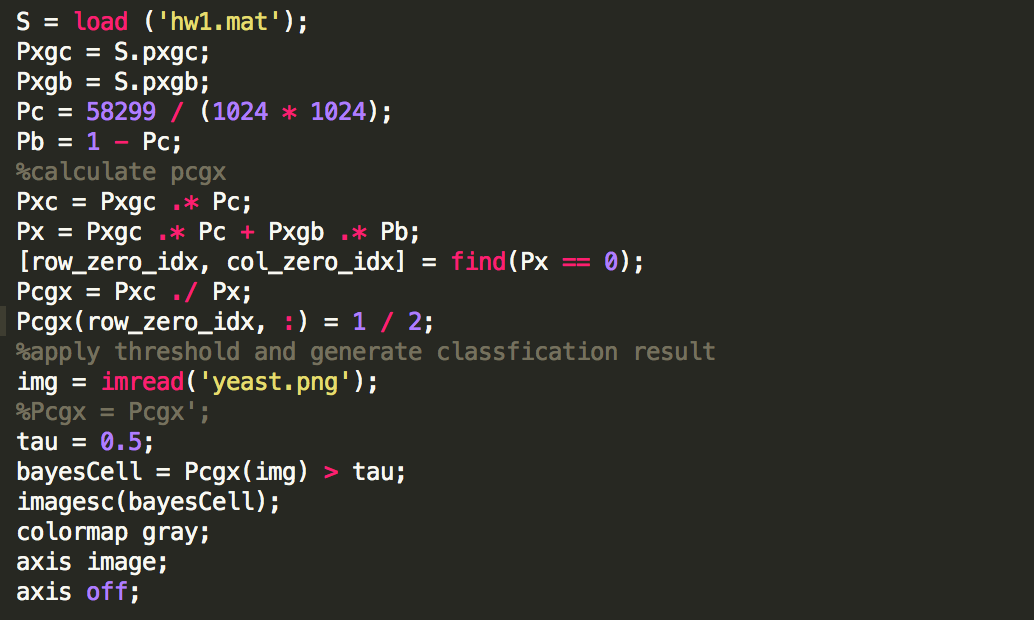 S = load ('hw1.mat');
Pxgc = S.pxgc;
Pxgb = S.pxgb;
Pc = 58299 / (1024 * 1024);
Pb = 1 - Pc;
%calculate pcgx
Pxc = Pxgc .* Pc;
Px = Pxgc .* Pc + Pxgb .* Pb;
[row_zero_idx, col_zero_idx] = find(Px == 0);
Pcgx = Pxc ./ Px;
Pcgx(row_zero_idx, :) = 1 / 2;
%apply threshold and generate classfication result
img = imread('yeast.png');
%Pcgx = Pcgx';
tau = 0.5;
bayesCell = Pcgx(img) > tau;
imagesc(bayesCell);
colormap gray;
axis image;
axis off;